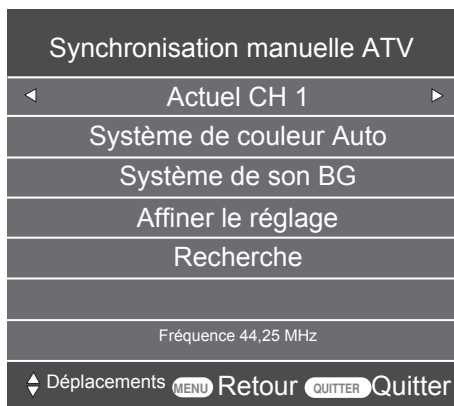 Synchronisation manuelle ATV
Actuel CH 1
Système de couleur Auto
Système de son BG
Affiner le réglage
Recherche
Fréquence 44,25 MHz
Déplacements MENU Retour QUITTER Quitter